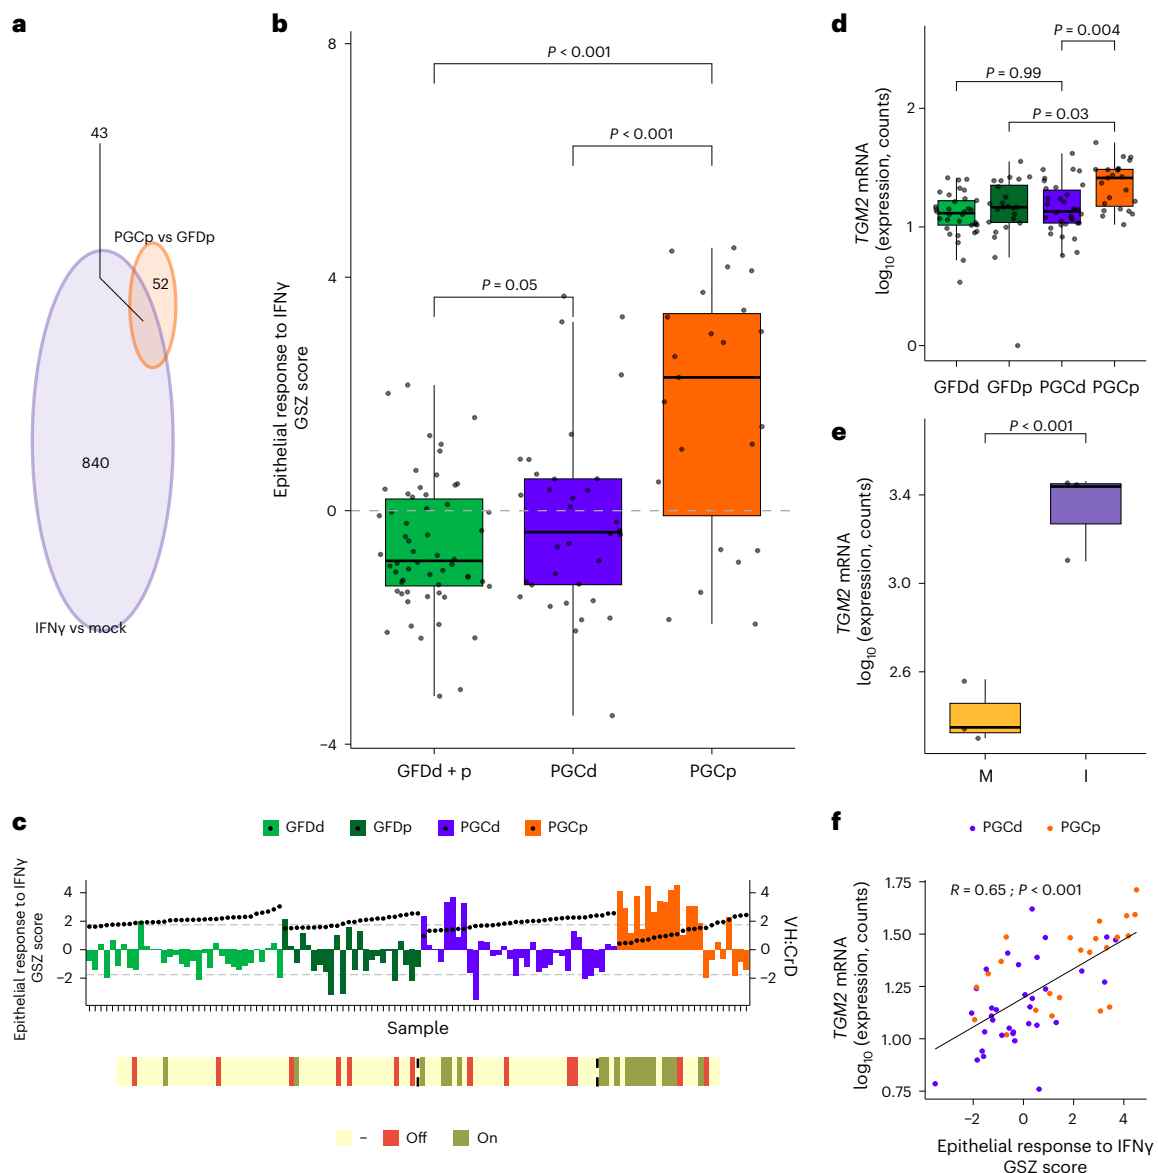 a
43
PGCp vs GFDp
52
840
IFNγ vs mock
b
Epithelial response to IFNγ
GSZ score
8
4
0
−4
P < 0.001
P < 0.001
P = 0.05
GFDd + p
PGCd
PGCp
c
GFDd
GFDp
PGCd
PGCp
Epithelial response to IFNγ
GSZ score
4
2
0
−2
4
2
0
−2
VH:CrD
Sample
–
Off
On
d
TGM2 mRNA
log10 (expression, counts)
2
1
0
P = 0.004
P = 0.99
P = 0.03
GFDd
GFDp
PGCd
PGCp
e
TGM2 mRNA
log10 (expression, counts)
3.4
3.0
2.6
P < 0.001
M
I
f
PGCd
PGCp
TGM2 mRNA
log10 (expression, counts)
1.75
1.50
1.25
1.00
0.75
R = 0.65 ; P < 0.001
−2
0
2
4
Epithelial response to IFNγ
GSZ score